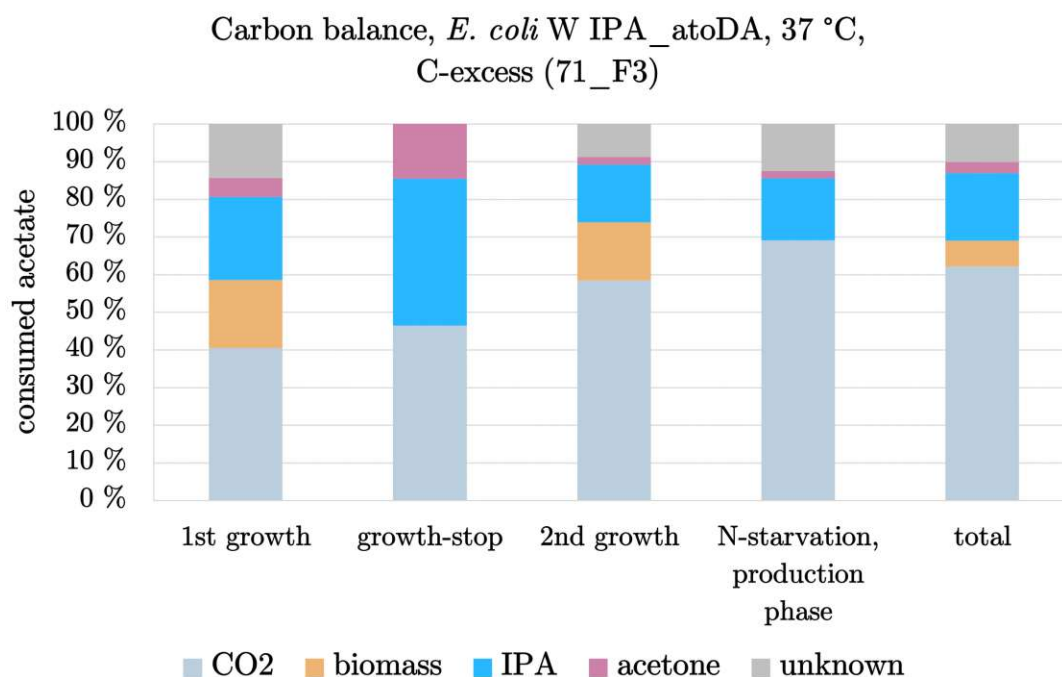 Carbon balance, E. coli W IPA_atoDA, 37 °C,
C-excess (71_F3)
consumed acetate
100 %
90 %
80 %
70 %
60 %
50 %
40 %
30 %
20 %
10 %
0 %
1st growth
growth-stop
2nd growth
N-starvation,
production
phase
total
CO2
biomass
IPA
acetone
unknown